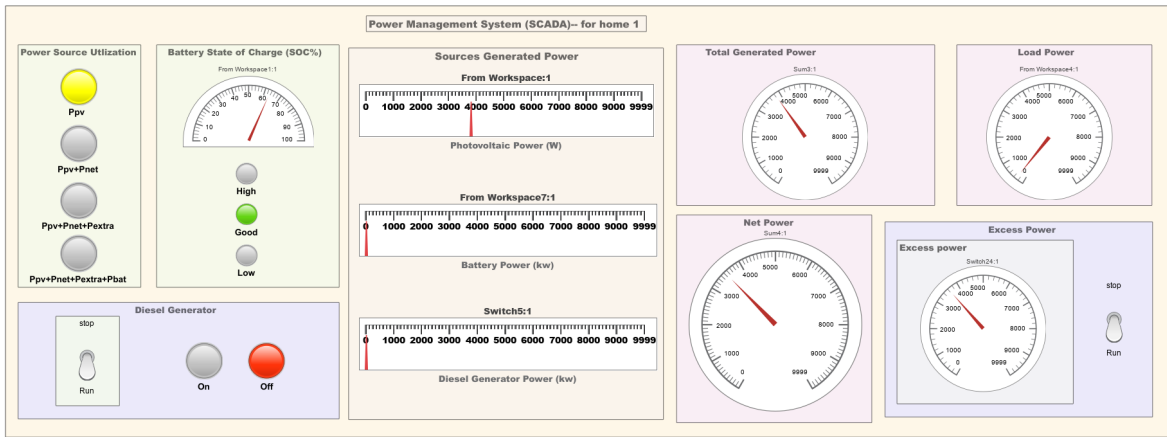 Power Management System (SCADA)-- for home 1
Power Source Utlization
Ppv
Ppv+Pnet
Ppv+Pnet+Pextra
Ppv+Pnet+Pextra+Pbat
Battery State of Charge (SOC%)
From Workspace1:1
0 10 20 30 40 50 60 70 80 90 100
High
Good
Low
Diesel Generator
stop
Run
On
Off
Sources Generated Power
From Workspace:1
0 1000 2000 3000 4000 5000 6000 7000 8000 9000 9999
Photovoltaic Power (W)
From Workspace7:1
0 1000 2000 3000 4000 5000 6000 7000 8000 9000 9999
Battery Power (kw)
Switch5:1
0 1000 2000 3000 4000 5000 6000 7000 8000 9000 9999
Diesel Generator Power (kw)
Total Generated Power
Sum3:1
0 1000 2000 3000 4000 5000 6000 7000 8000 9000 9999
Load Power
From Workspace4:1
0 1000 2000 3000 4000 5000 6000 7000 8000 9000 9999
Net Power
Sum4:1
0 1000 2000 3000 4000 5000 6000 7000 8000 9000 9999
Excess Power
Excess power
Switch24:1
0 1000 2000 3000 4000 5000 6000 7000 8000 9000 9999
stop
Run